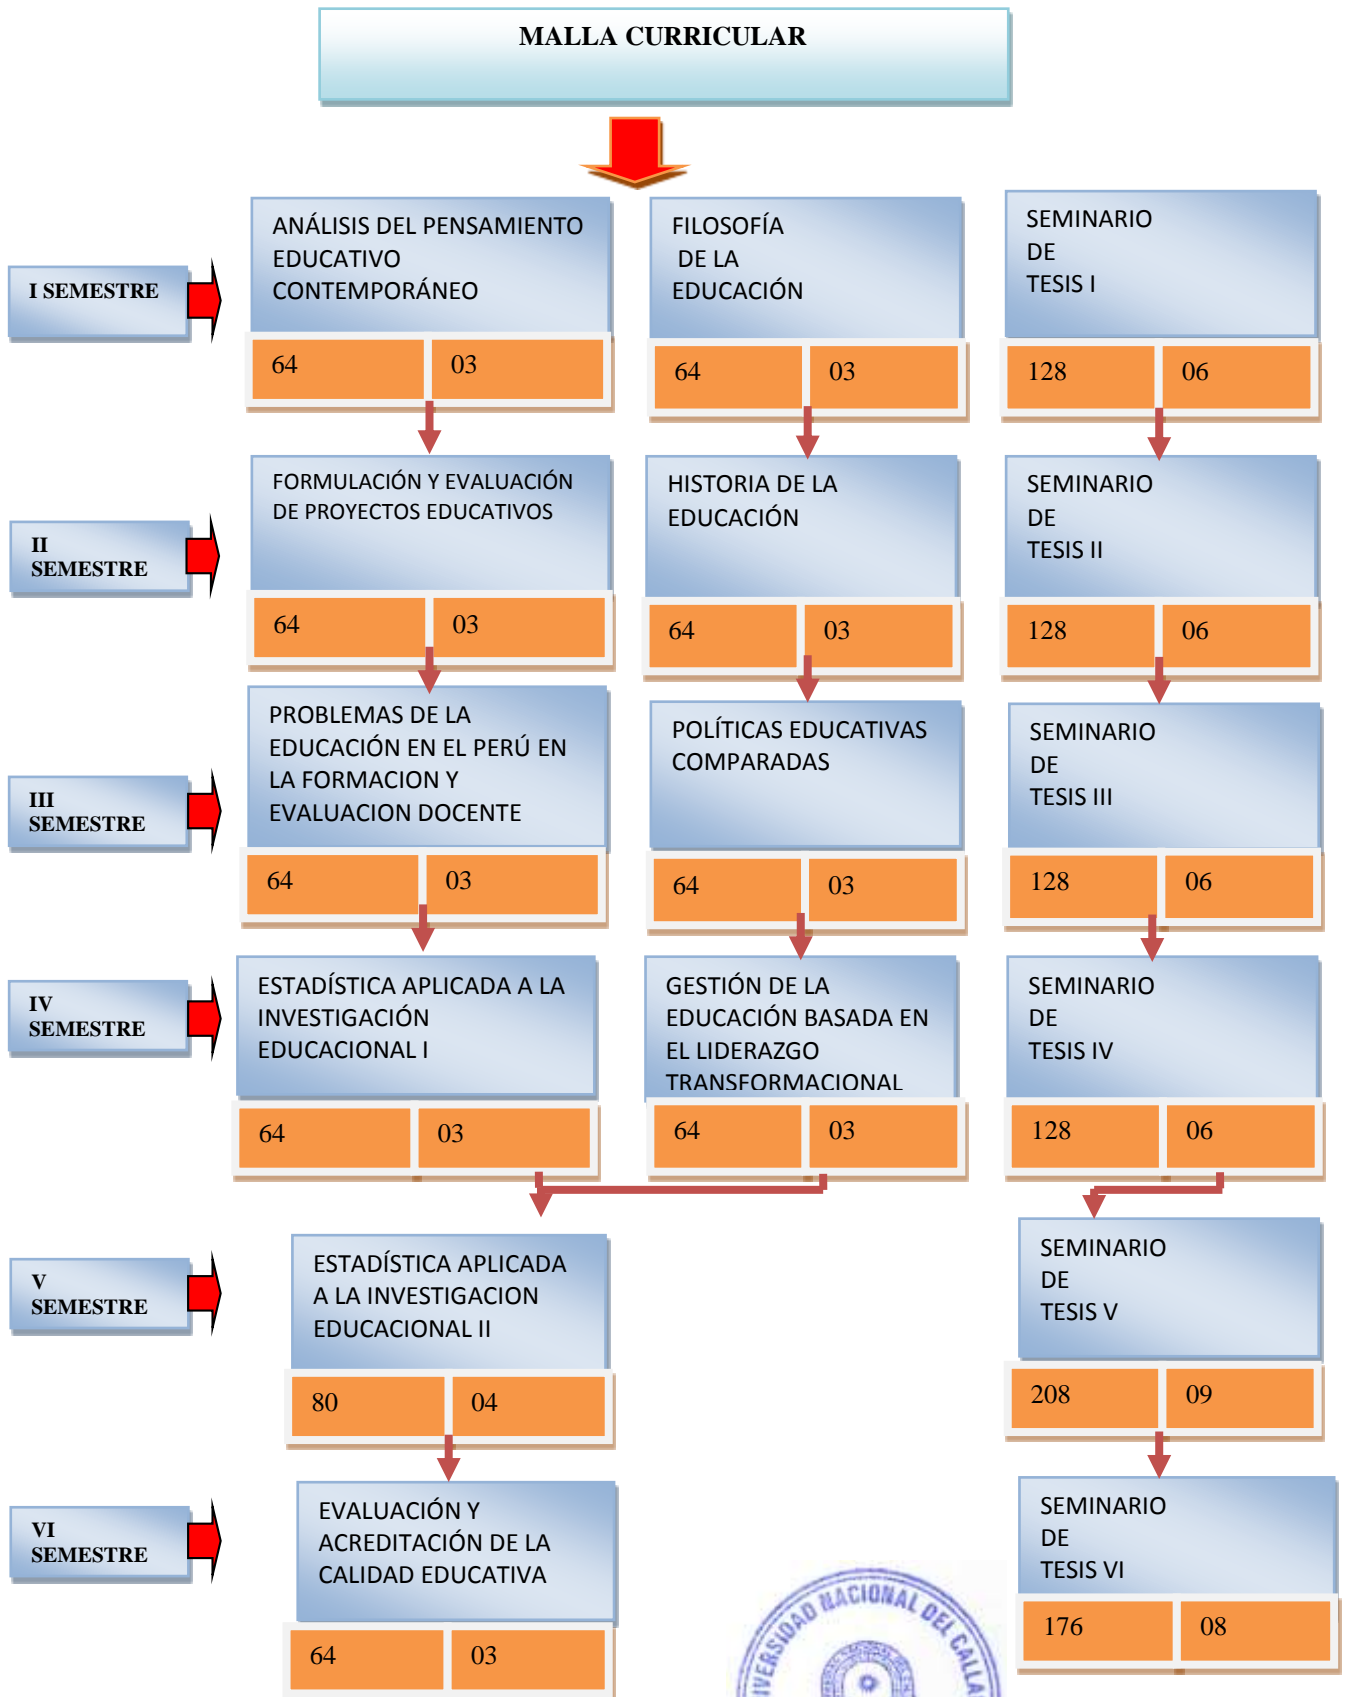 MALLA CURRICULAR
I SEMESTRE
ANÁLISIS DEL PENSAMIENTO
EDUCATIVO
CONTEMPORÁNEO
64
03
FILOSOFÍA
DE LA
EDUCACIÓN
64
03
SEMINARIO
DE
TESIS I
128
06
II
SEMESTRE
FORMULACIÓN Y EVALUACIÓN
DE PROYECTOS EDUCATIVOS
64
03
HISTORIA DE LA
EDUCACIÓN
64
03
SEMINARIO
DE
TESIS II
128
06
III
SEMESTRE
PROBLEMAS DE LA
EDUCACIÓN EN EL PERÚ EN
LA FORMACION Y
EVALUACION DOCENTE
64
03
POLÍTICAS EDUCATIVAS
COMPARADAS
64
03
SEMINARIO
DE
TESIS III
128
06
IV
SEMESTRE
ESTADÍSTICA APLICADA A LA
INVESTIGACIÓN
EDUCACIONAL I
64
03
GESTIÓN DE LA
EDUCACIÓN BASADA EN
EL LIDERAZGO
TRANSFORMACIONAL
64
03
SEMINARIO
DE
TESIS IV
128
06
V
SEMESTRE
ESTADÍSTICA APLICADA
A LA INVESTIGACION
EDUCACIONAL II
80
04
SEMINARIO
DE
TESIS V
208
09
VI
SEMESTRE
EVALUACIÓN Y
ACREDITACIÓN DE LA
CALIDAD EDUCATIVA
64
03
SEMINARIO
DE
TESIS VI
176
08
VERSIDAD NACIONAL DEL CALLA